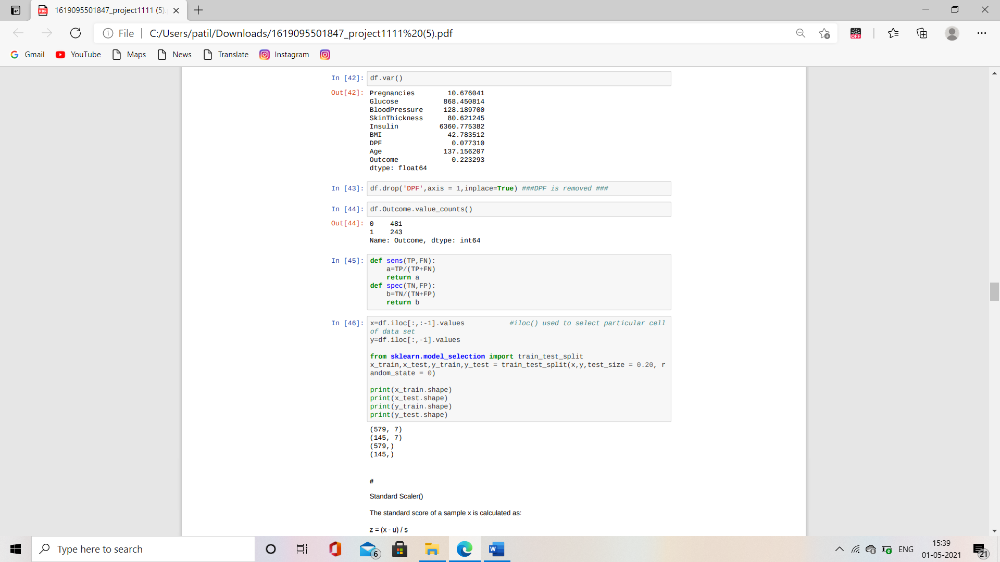 1619095501847_project1111 (5).
File | C:/Users/patil/Downloads/1619095501847_project1111%20(5).pdf
OFF
Gmail YouTube Maps News Translate Instagram
In [42]: df.var()
Out[42]: Pregnancies 10.676041
Glucose 868.450814
BloodPressure 128.189700
SkinThickness 80.621245
Insulin 6360.775382
BMI 42.783512
DPF 0.077310
Age 137.156207
Outcome 0.223293
dtype: float64
In [43]: df.drop('DPF',axis = 1,inplace=True) ###DPF is removed ###
In [44]: df.Outcome.value_counts()
Out[44]: 0 481
1 243
Name: Outcome, dtype: int64
In [45]: def sens(TP,FN):
a=TP/(TP+FN)
return a
def spec(TN,FP):
b=TN/(TN+FP)
return b
In [46]: x=df.iloc[:,:-1].values #iloc() used to select particular cell
of data set
y=df.iloc[:,-1].values
from sklearn.model_selection import train_test_split
x_train,x_test,y_train,y_test = train_test_split(x,y,test_size = 0.20, r
andom_state = 0)
print(x_train.shape)
print(x_test.shape)
print(y_train.shape)
print(y_test.shape)
(579, 7)
(145, 7)
(579,)
(145,)
#
Standard Scaler()
The standard score of a sample x is calculated as:
z = (x - u) / s
Type here to search
6
ENG
15:39
01-05-2021
21